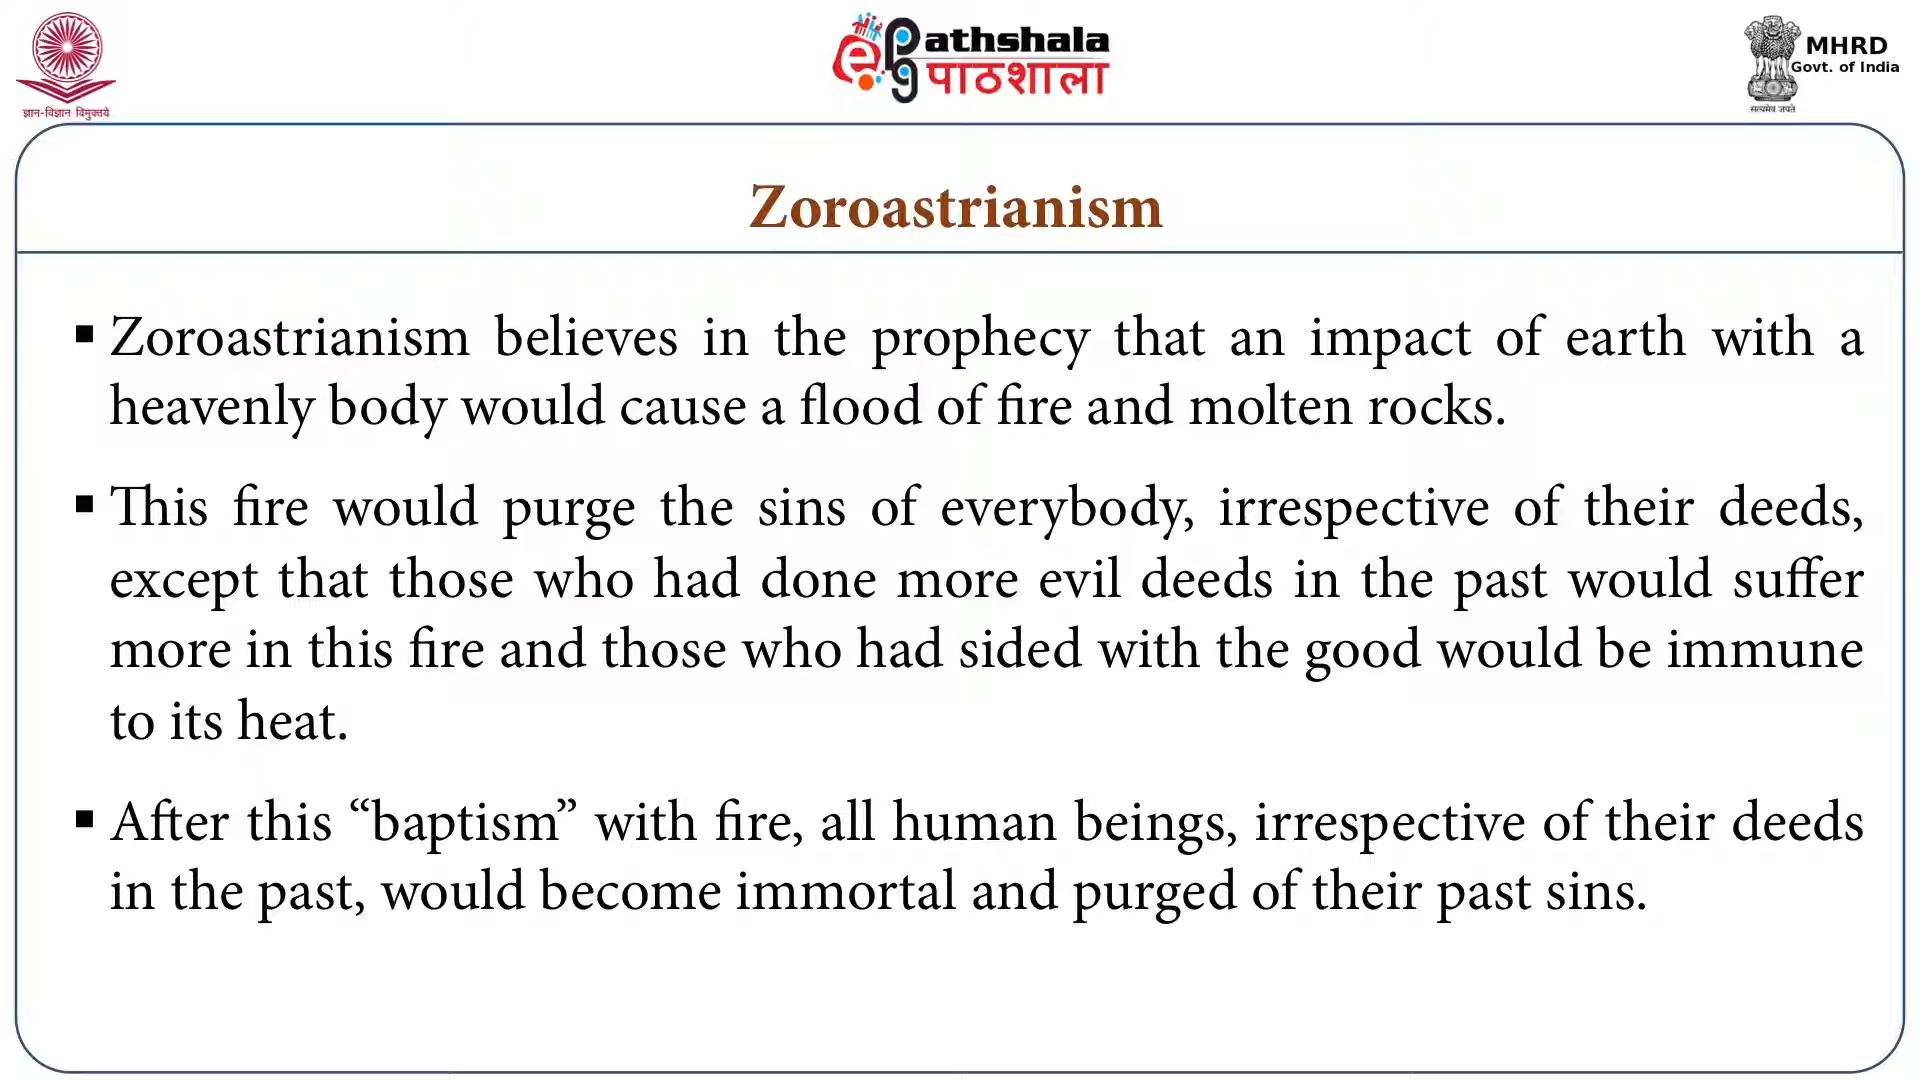 ज्ञान-विज्ञान विमुक्तये
e pg Pathshala
पाठशाला
MHRD
Govt. of India
सत्यमेव जयते
Zoroastrianism
▪ Zoroastrianism believes in the prophecy that an impact of earth with a
heavenly body would cause a flood of fire and molten rocks.
▪ This fire would purge the sins of everybody, irrespective of their deeds,
except that those who had done more evil deeds in the past would suffer
more in this fire and those who had sided with the good would be immune
to its heat.
▪ After this “baptism” with fire, all human beings, irrespective of their deeds
in the past, would become immortal and purged of their past sins.